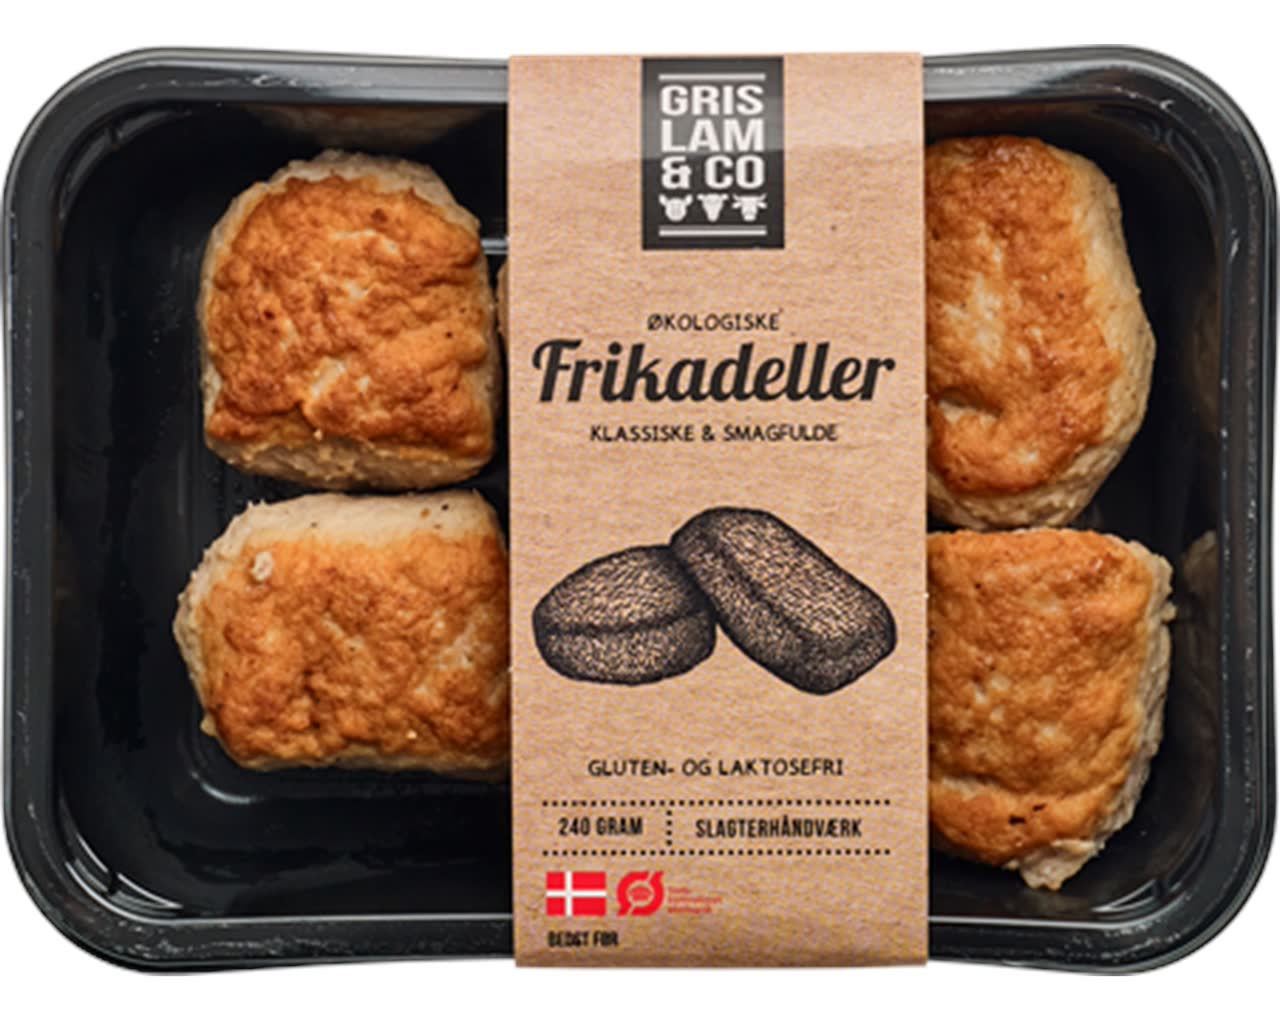 GRIS
LAM
& CO
ØKOLOGISKE
Frikadeller
KLASSISKE & SMAGFULDE
GLUTEN- OG LAKTOSEFRI
240 GRAM
SLAGTERHÅNDVÆRK
BEDST FØR